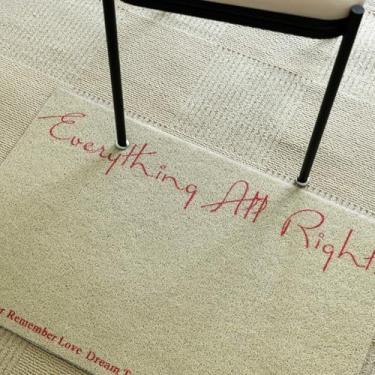 Everything All Right
Remember Love Dream